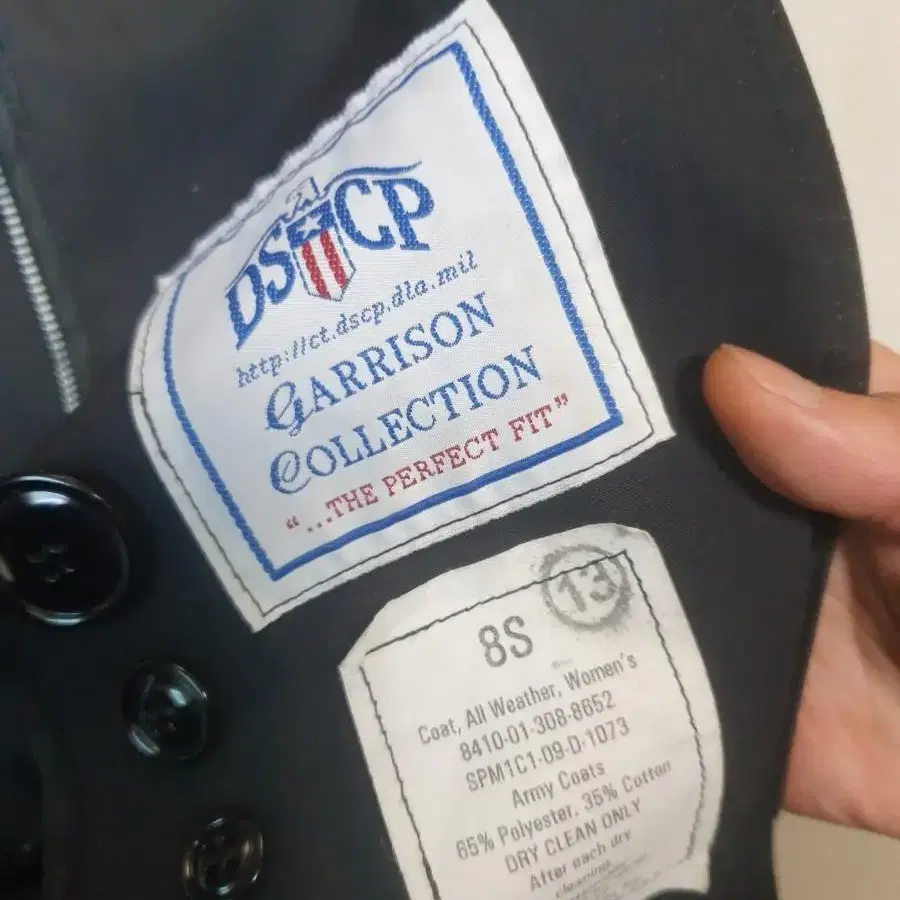 DSCP
http://ct.dscp.dla.mil
GARRISON
COLLECTION
"...THE PERFECT FIT"
13
8S
Coat, All Weather, Women's
8410-01-308-8652
SPM1C1-09-D-1073
Army Coats
65% Polyester, 35% Cotton
DRY CLEAN ONLY
After each dry
cleaning